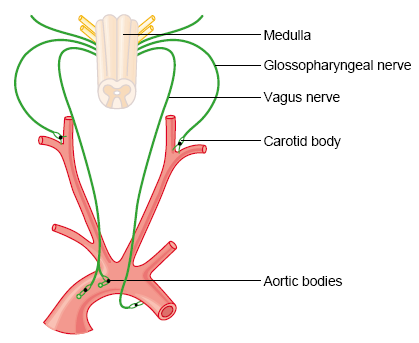 Medulla
Glossopharyngeal nerve
Vagus nerve
Carotid body
Aortic bodies